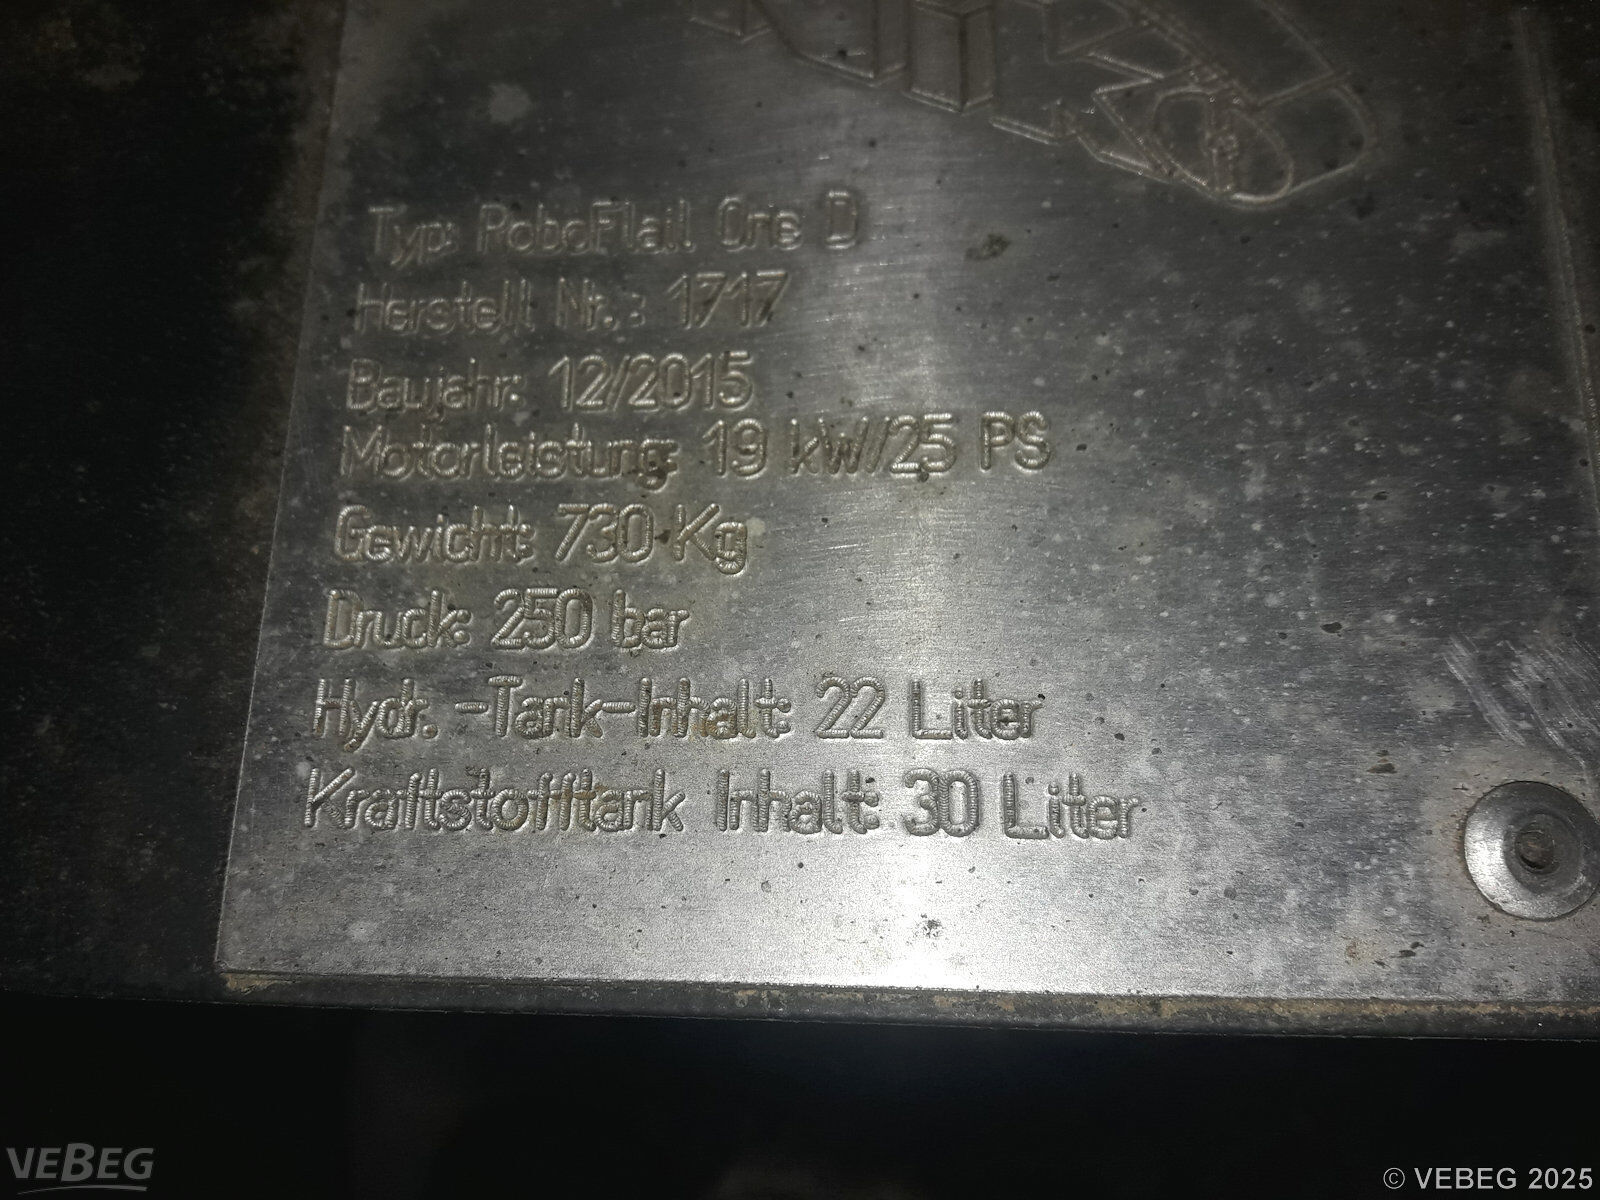 Typ: RoboFlail One D
Herstell Nr.: 1717
Baujahr: 12/2015
Motorleistung: 19 kW/25 PS
Gewicht: 730 Kg
Druck: 250 bar
Hydr. -Tank-Inhalt: 22 Liter
Kraftstofftank Inhalt: 30 Liter
VEBEG
© VEBEG 2025